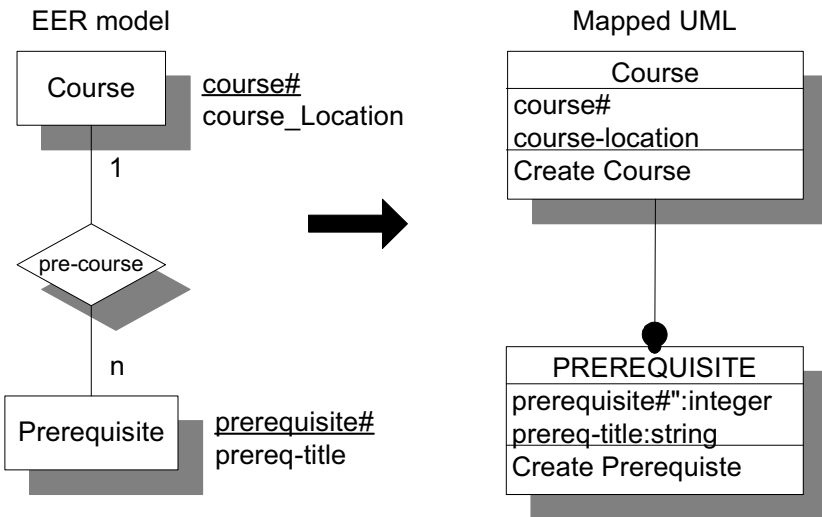 EER model
Course
course#
course_Location
1
pre-course
n
Prerequisite
prerequisite#
prereq-title
Mapped UML
Course
course#
course-location
Create Course
PREREQUISITE
prerequisite#":integer
prereq-title:string
Create Prerequiste